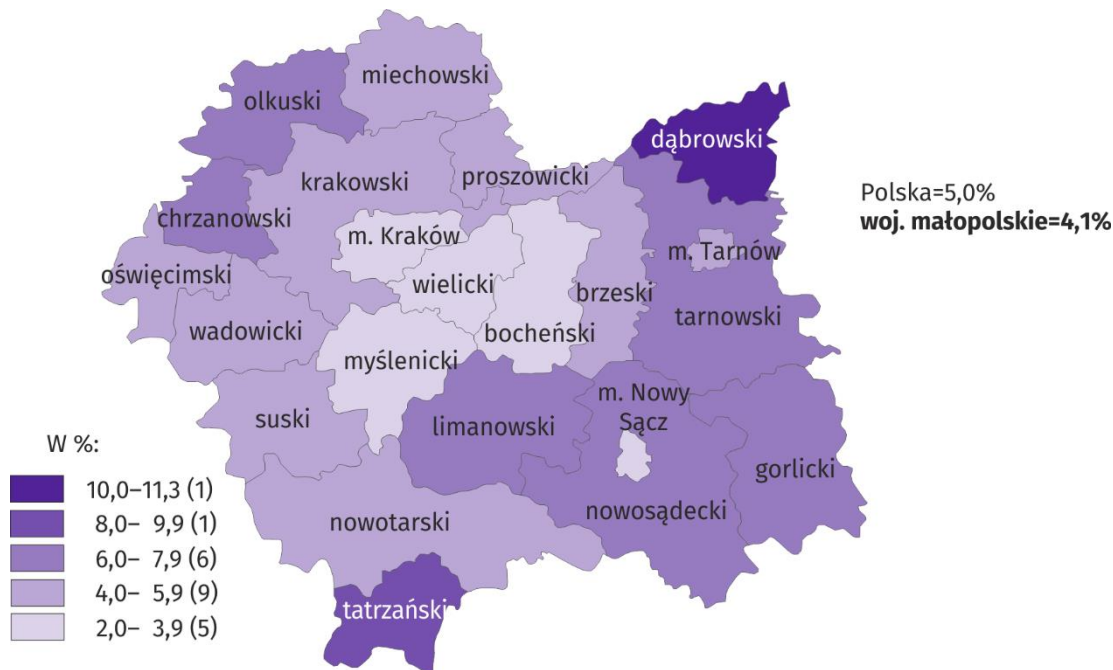 miechowski
olkuski
dąbrowski
krakowski
proszowicki
Polska=5,0%
woj. małopolskie=4,1%
chrzanowski
m. Kraków
m. Tarnów
oświęcimski
wielicki
brzeski
tarnowski
wadowicki
bocheński
myślenicki
m. Nowy
Sącz
suski
limanowski
gorlicki
nowosądecki
nowotarski
tatrzański
W %:
10,0–11,3 (1)
8,0– 9,9 (1)
6,0– 7,9 (6)
4,0– 5,9 (9)
2,0– 3,9 (5)